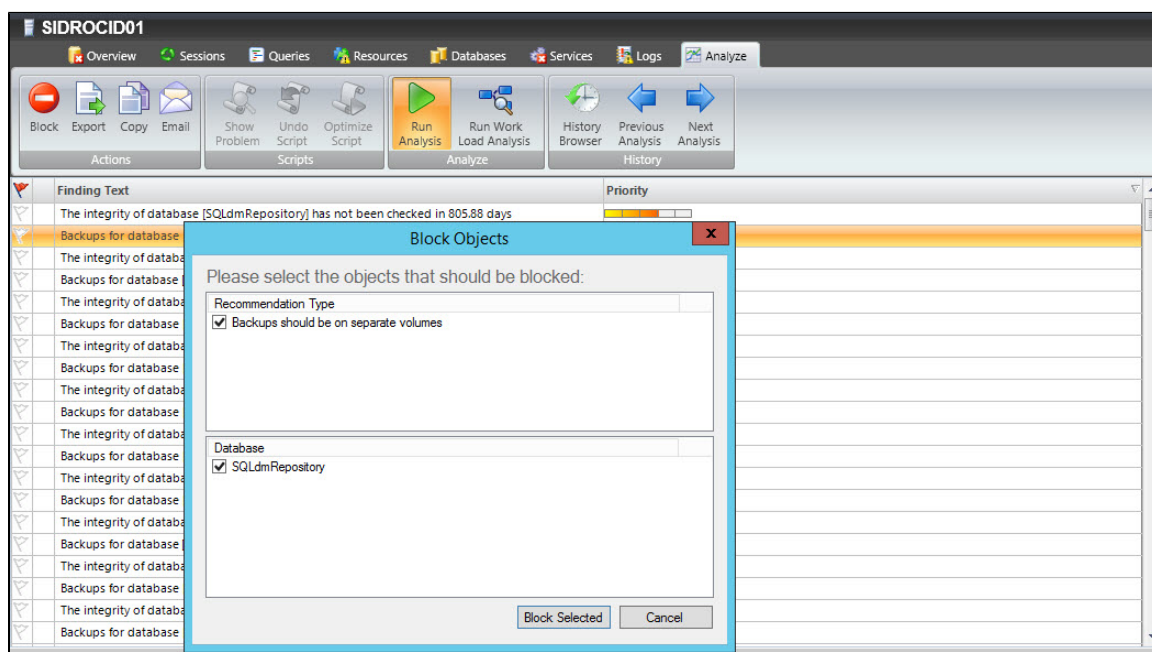 SIDROCID01
Overview Sessions Queries Resources Databases Services Logs Analyze
Block Export Copy Email Show Problem Undo Script Optimize Script Run Analysis Run Work Load Analysis History Browser Previous Analysis Next Analysis
Actions Scripts Analyze History
Finding Text Priority
The integrity of database [SQLdmRepository] has not been checked in 805.88 days
Backups for database
Block Objects
x
The integrity of databa
Backups for database [
Please select the objects that should be blocked:
The integrity of databa
Recommendation Type
Backups for database
Backups should be on separate volumes
The integrity of databa
Backups for database
The integrity of databa
Backups for database
The integrity of databa
Database
Backups for database
SQLdmRepository
The integrity of databa
Backups for database
The integrity of databa
Backups for database [
The integrity of databa
Backups for database
The integrity of databa
Block Selected Cancel
Backups for database